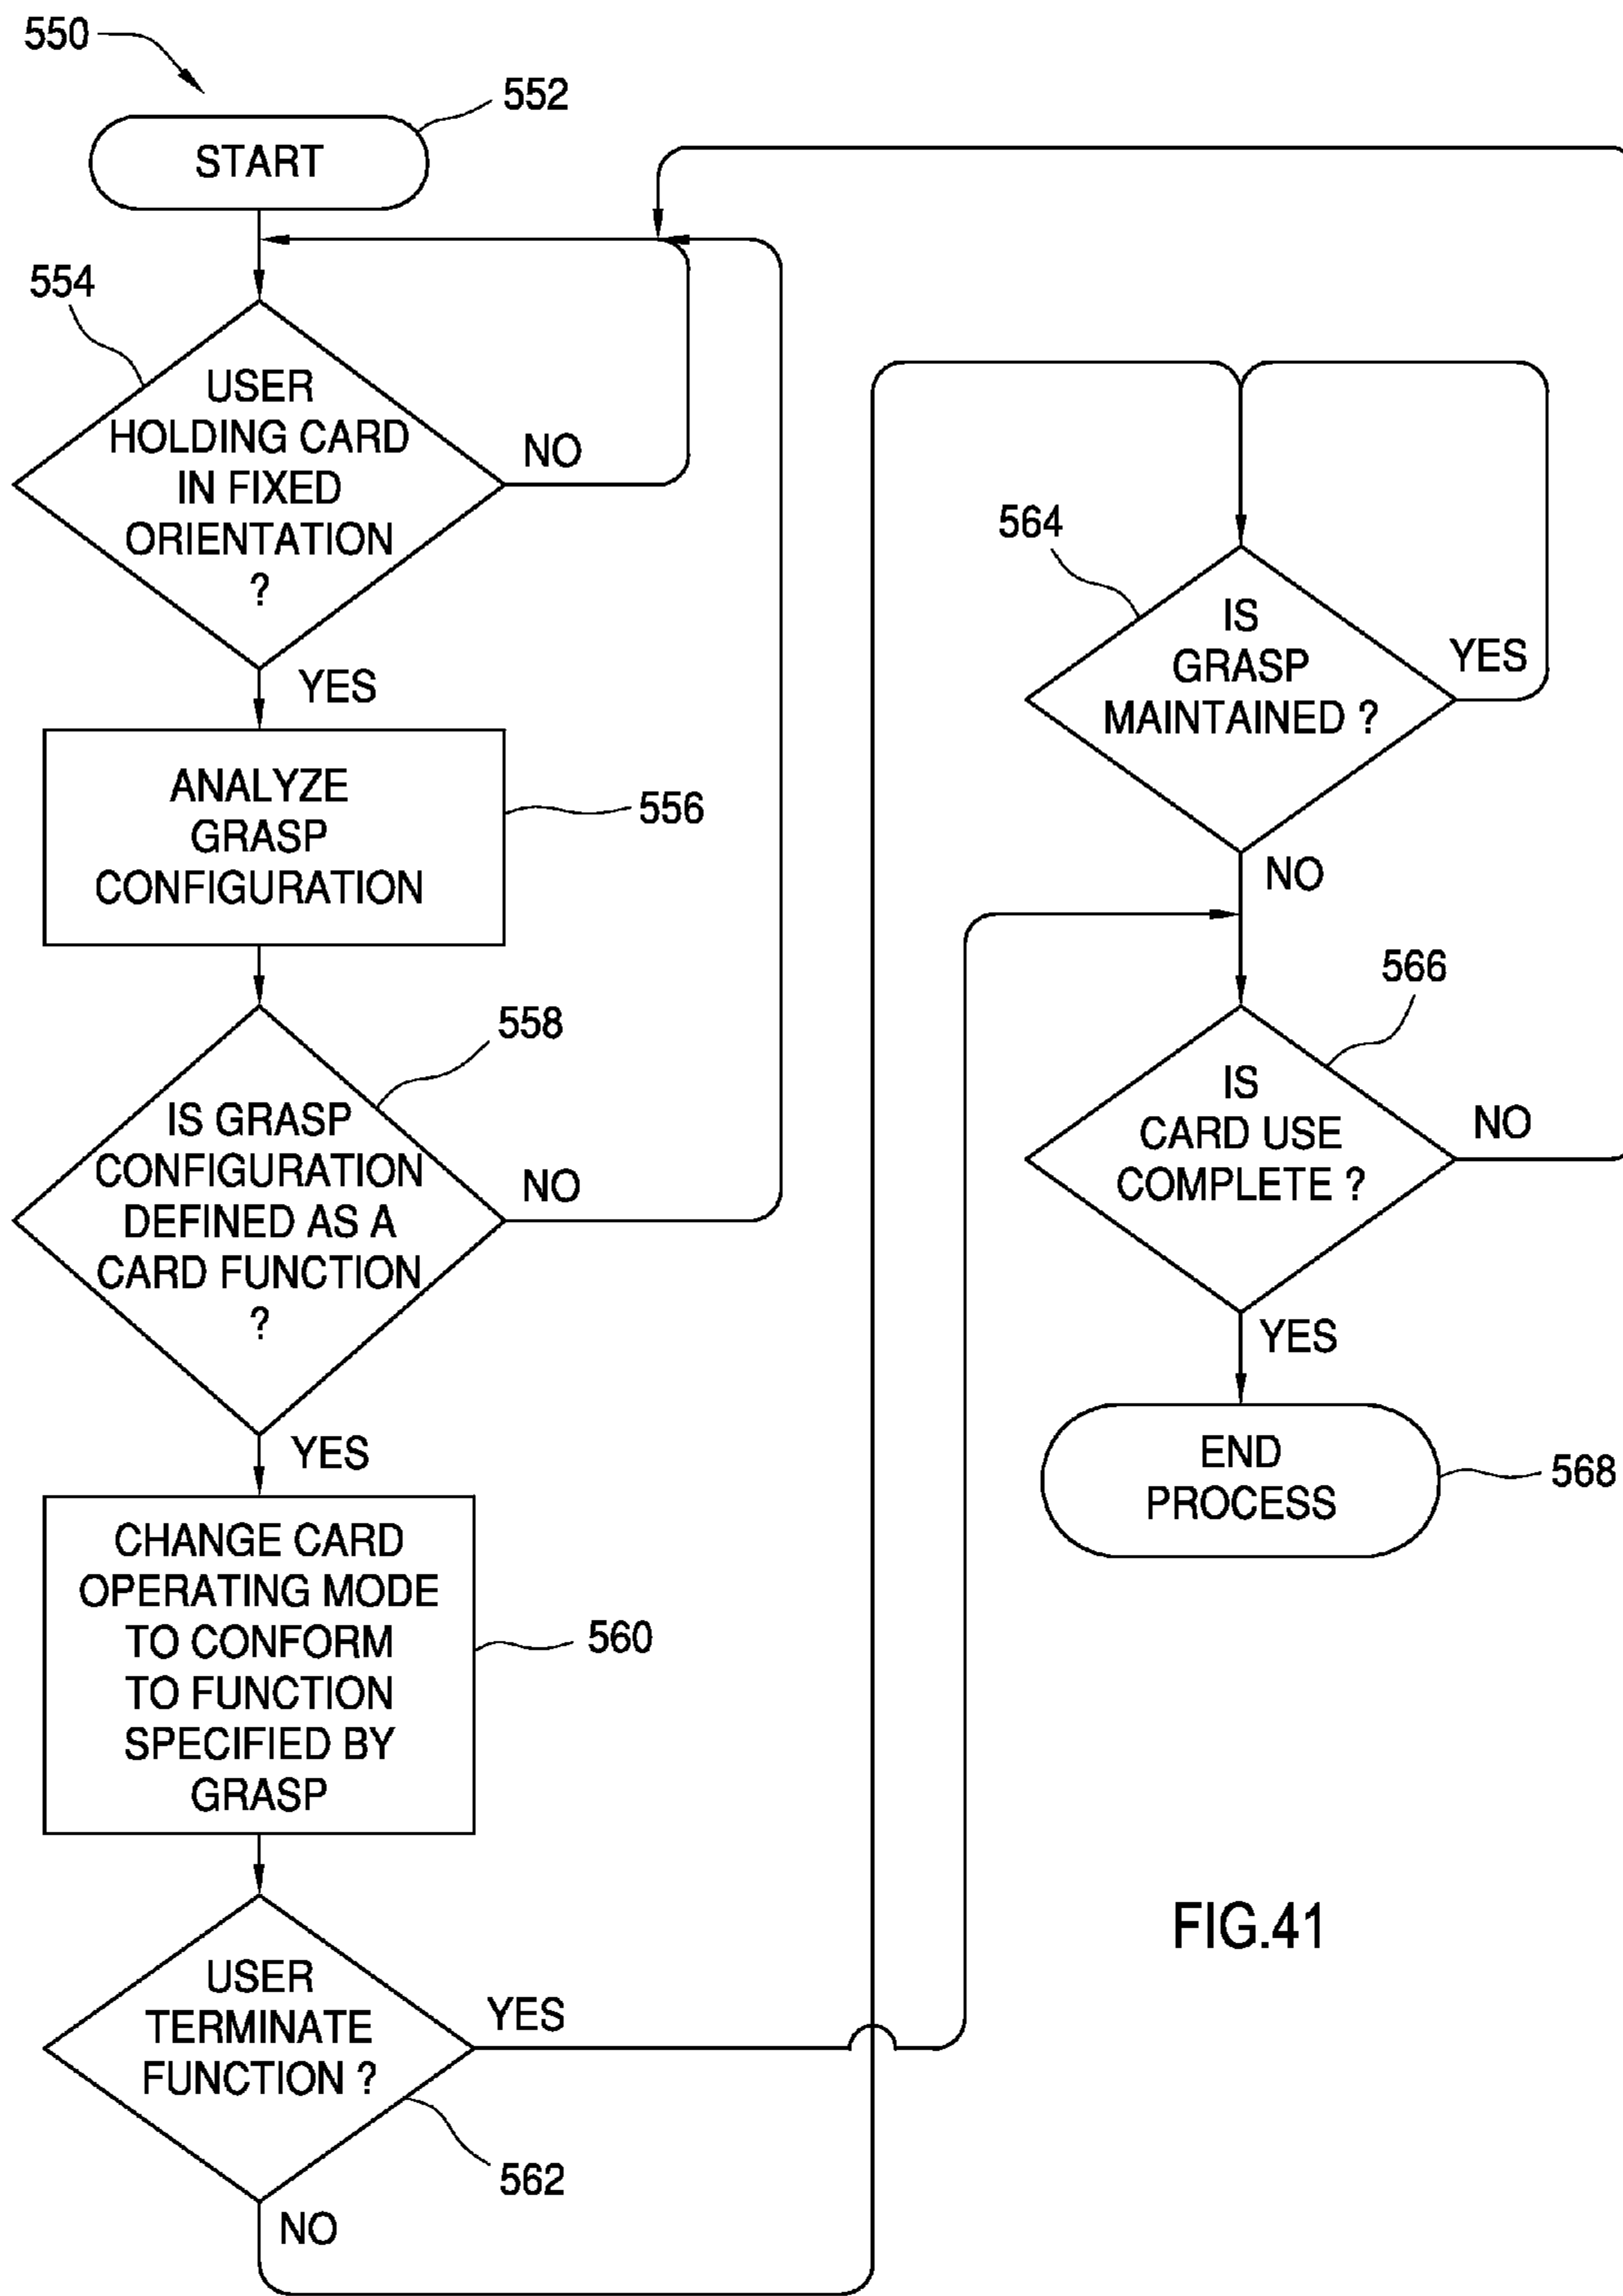 550
552
START
554
USER
HOLDING CARD
IN FIXED
ORIENTATION
?
NO
YES
ANALYZE
GRASP
CONFIGURATION
556
558
IS GRASP
CONFIGURATION
DEFINED AS A
CARD FUNCTION
?
NO
YES
CHANGE CARD
OPERATING MODE
TO CONFORM
TO FUNCTION
SPECIFIED BY
GRASP
560
USER
TERMINATE
FUNCTION ?
YES
562
NO
564
IS
GRASP
MAINTAINED ?
YES
NO
566
IS
CARD USE
COMPLETE ?
NO
YES
END
PROCESS
568
FIG.41